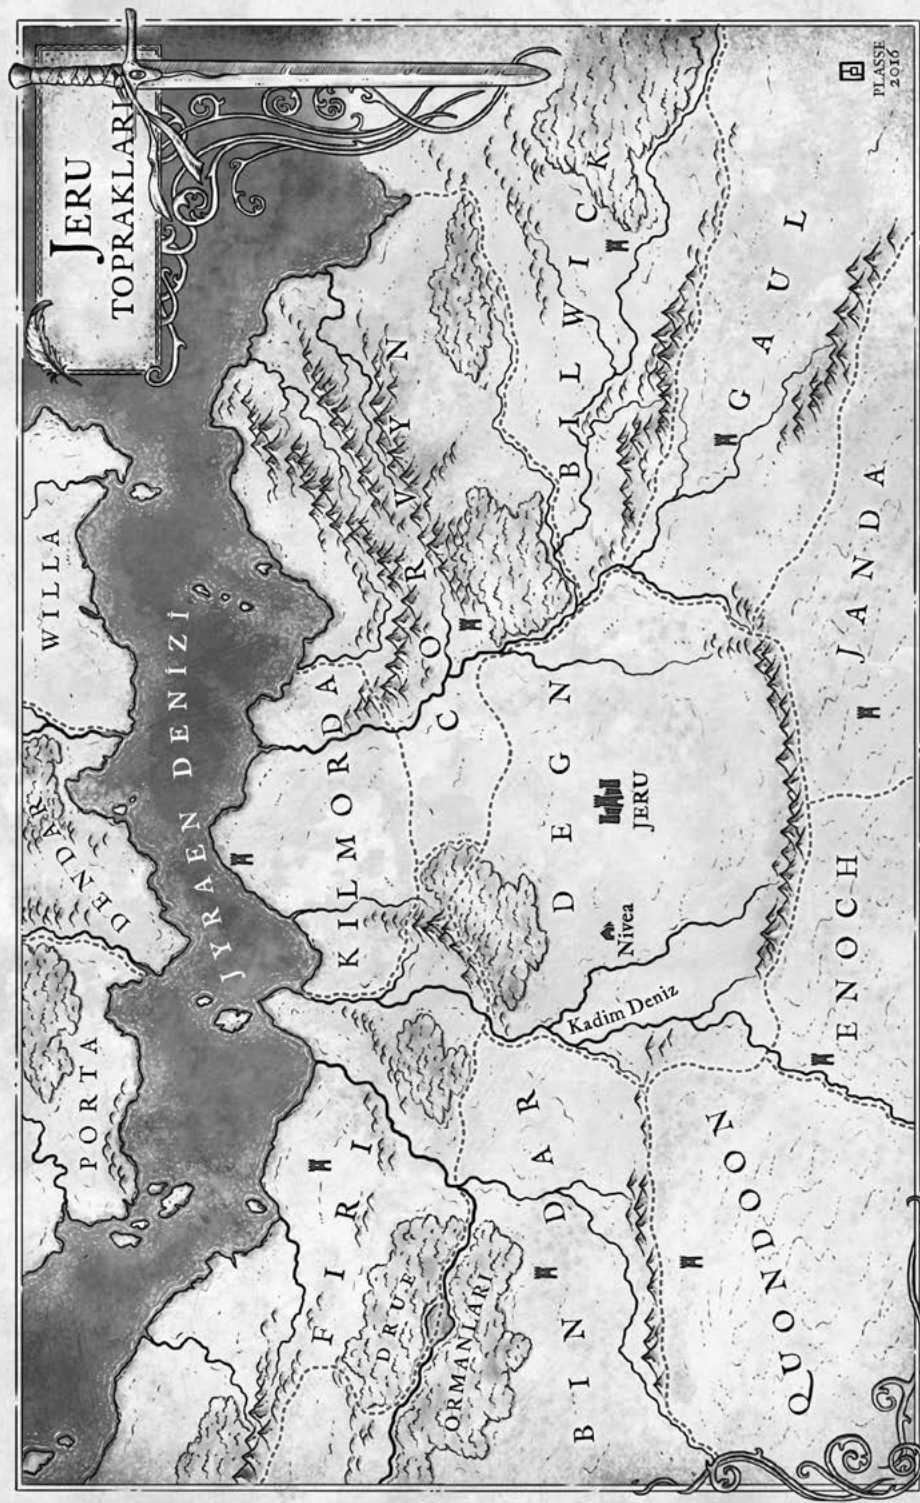 JERU
TOPRAKLARI
WILLA
DENDAR
PORTA
JYRAEN DENİZİ
KILMORDA
CORVYN
FIRI
DRUE
ORMANLARI
BILWICK
DEGN
JERU
Nivea
Kadim Deniz
BINDAR
GAUL
JANDA
ENOCH
QUONDOON
PLASSE
2016